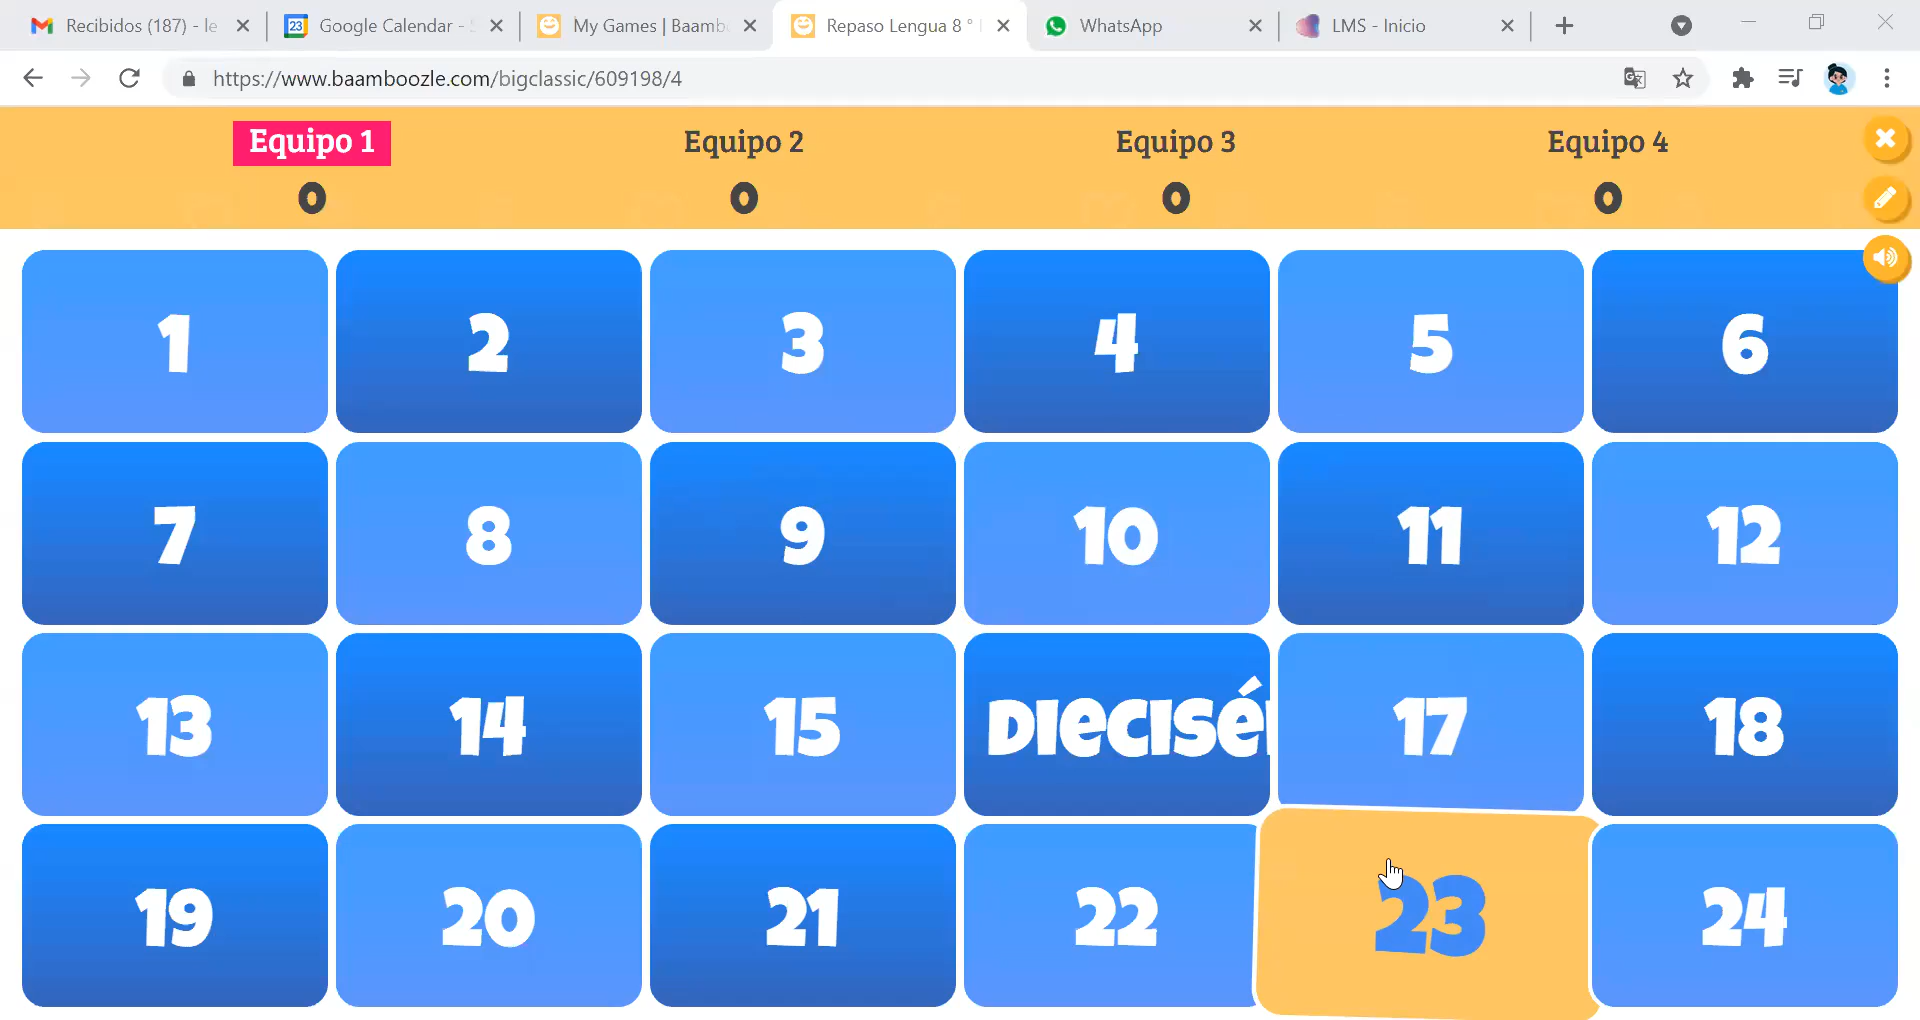 Recibidos (187) - le
Google Calendar - S
My Games | Baambo
Repaso Lengua 8 °
WhatsApp
LMS - Inicio
https://www.baamboozle.com/bigclassic/609198/4
Equipo 1 Equipo 2 Equipo 3 Equipo 4
0 0 0 0
1 2 3 4 5 6
7 8 9 10 11 12
13 14 15 Dieciséi 17 18
19 20 21 22 23 24